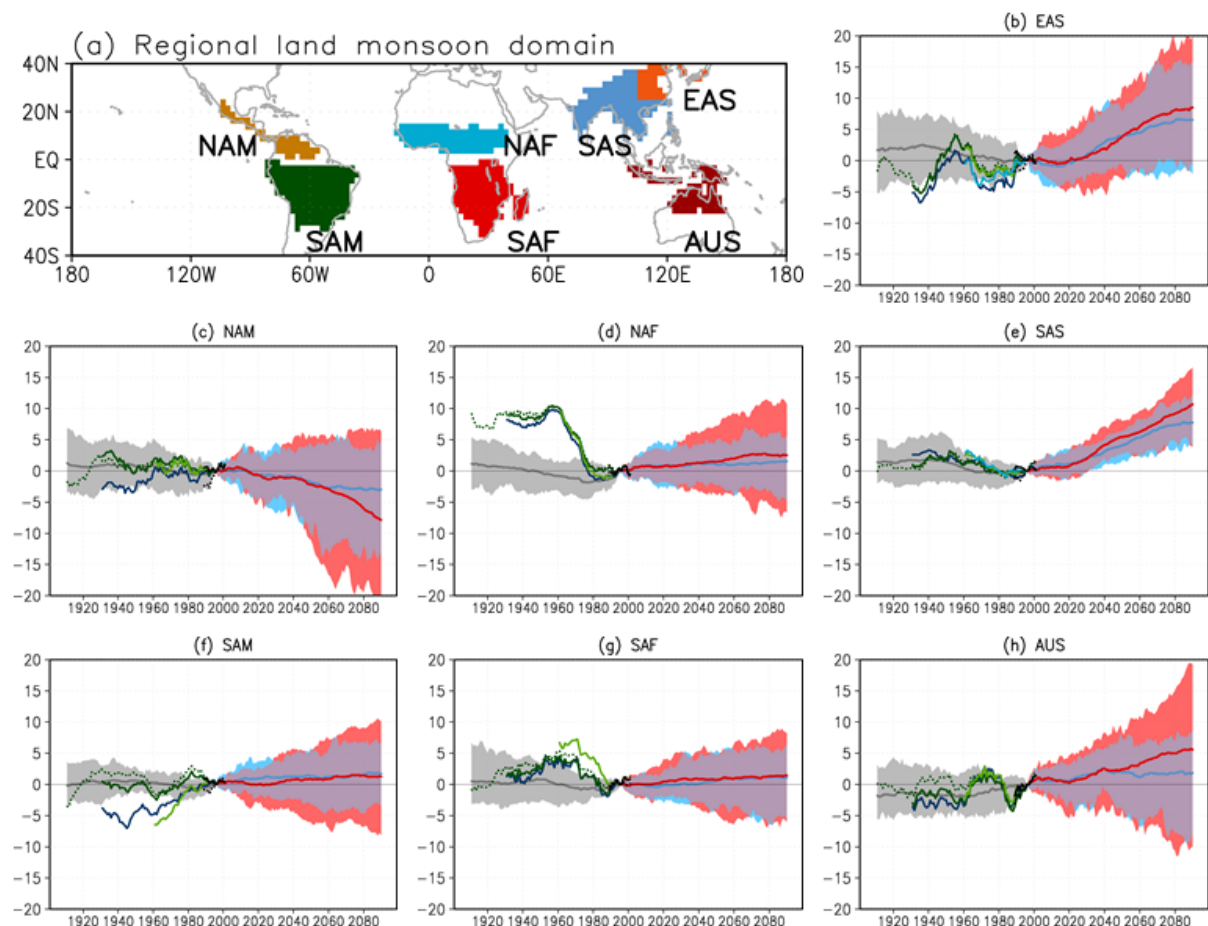 (a) Regional land monsoon domain
40N
20N
EQ
20S
40S
180 120W 60W 0 60E 120E 180
NAM
SAM
NAF
SAF
SAS
EAS
AUS
(b) EAS
20
15
10
5
0
-5
-10
-15
-20
1920 1940 1960 1980 2000 2020 2040 2060 2080
(c) NAM
20
15
10
5
0
-5
-10
-15
-20
1920 1940 1960 1980 2000 2020 2040 2060 2080
(d) NAF
20
15
10
5
0
-5
-10
-15
-20
1920 1940 1960 1980 2000 2020 2040 2060 2080
(e) SAS
20
15
10
5
0
-5
-10
-15
-20
1920 1940 1960 1980 2000 2020 2040 2060 2080
(f) SAM
20
15
10
5
0
-5
-10
-15
-20
1920 1940 1960 1980 2000 2020 2040 2060 2080
(g) SAF
20
15
10
5
0
-5
-10
-15
-20
1920 1940 1960 1980 2000 2020 2040 2060 2080
(h) AUS
20
15
10
5
0
-5
-10
-15
-20
1920 1940 1960 1980 2000 2020 2040 2060 2080